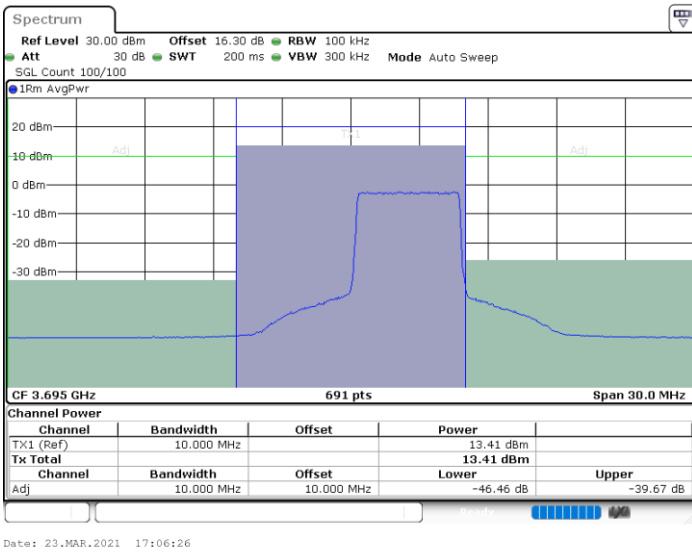 Spectrum
Ref Level 30.00 dBm Offset 16.30 dB RBW 100 kHz
Att 30 dB SWT 200 ms VBW 300 kHz Mode Auto Sweep
SGL Count 100/100
1Rm AvgPwr
20 dBm
TX1
Adj
Adj
10 dBm
0 dBm
-10 dBm
-20 dBm
-30 dBm
CF 3.695 GHz 691 pts Span 30.0 MHz
Channel Power
Channel Bandwidth Offset Power
TX1 (Ref) 10.000 MHz 13.41 dBm
Tx Total 13.41 dBm
Channel Bandwidth Offset Lower Upper
Adj 10.000 MHz 10.000 MHz -46.46 dB -39.67 dB
Ready
Date: 23.MAR.2021 17:06:26